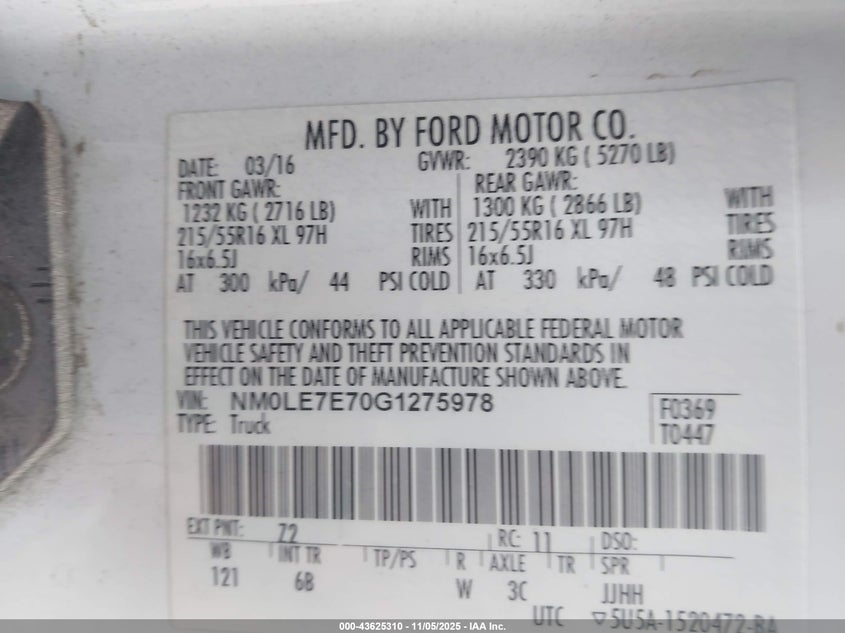 MFD. BY FORD MOTOR CO.
DATE: 03/16 GVWR: 2390 KG ( 5270 LB)
FRONT GAWR: REAR GAWR:
1232 KG ( 2716 LB) WITH 1300 KG ( 2866 LB) WITH
215/55R16 XL 97H TIRES 215/55R16 XL 97H TIRES
16x6.5J RIMS 16x6.5J RIMS
AT 300 kPa/ 44 PSI COLD AT 330 kPa/ 48 PSI COLD
THIS VEHICLE CONFORMS TO ALL APPLICABLE FEDERAL MOTOR
VEHICLE SAFETY AND THEFT PREVENTION STANDARDS IN
EFFECT ON THE DATE OF MANUFACTURE SHOWN ABOVE.
VIN: NM0LE7E70G1275978 F0369
TYPE: Truck T0447
EXT PNT: Z2 RC: 11 DSO:
WB INT TR TP/PS R AXLE TR SPR
121 6B W 3C JJHH
UTC ▽5U5A-1520472-BA
000-43625310 - 11/05/2025 - IAA Inc.